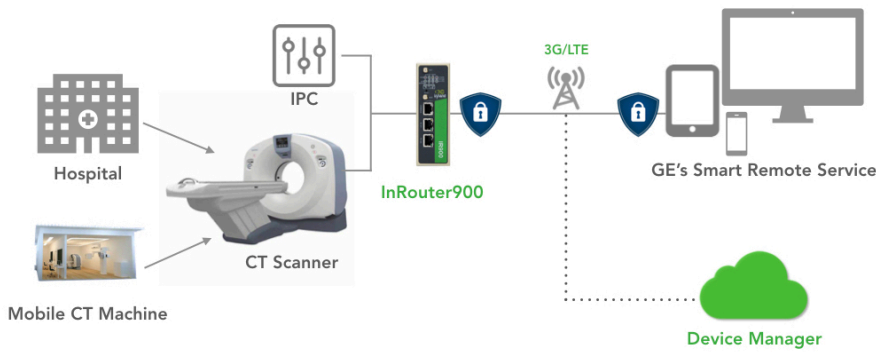 3G/LTE
IPC
Hospital
GE's Smart Remote Service
InRouter900
CT Scanner
Mobile CT Machine
Device Manager